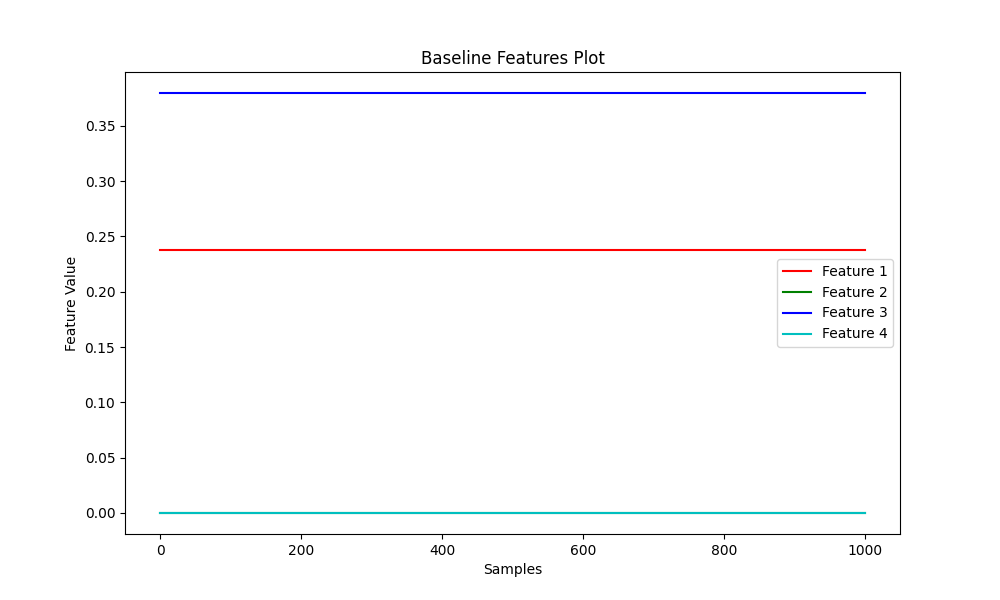 Baseline Features Plot
Feature Value
0.35
0.30
0.25
0.20
0.15
0.10
0.05
0.00
Feature 1
Feature 2
Feature 3
Feature 4
0 200 400 600 800 1000
Samples